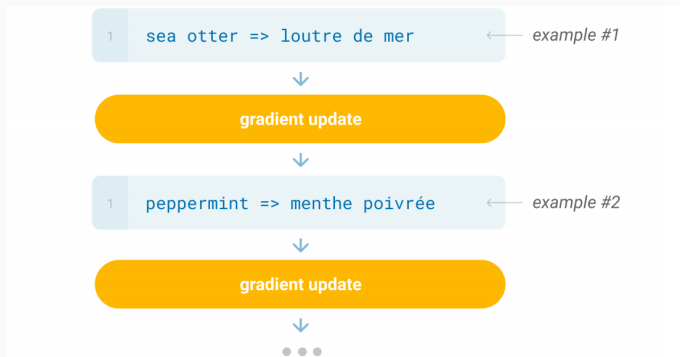 1 sea otter => loutre de mer example #1
gradient update
1 peppermint => menthe poivrée example #2
gradient update